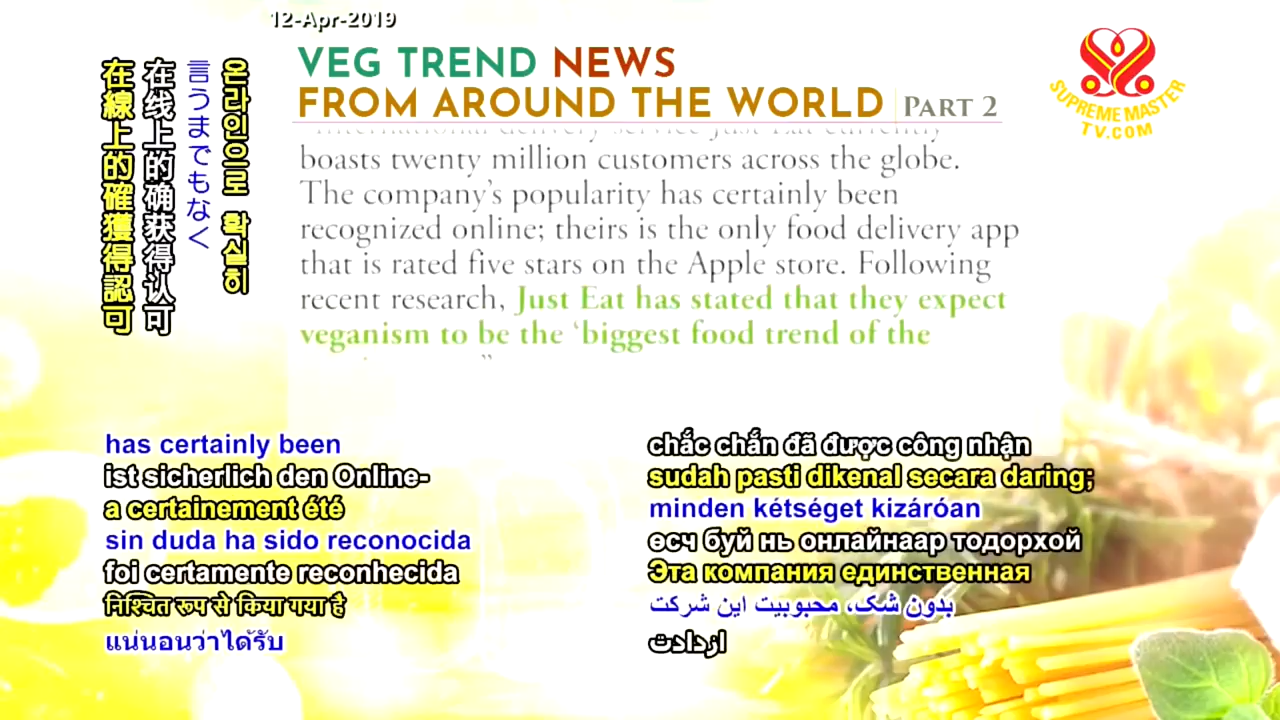 12-Apr-2019
VEG TREND NEWS
FROM AROUND THE WORLD PART 2
SUPREME MASTER
TV.COM
International delivery service Just Eat currently
boasts twenty million customers across the globe.
The company's popularity has certainly been
recognized online; theirs is the only food delivery app
that is rated five stars on the Apple store. Following
recent research, Just Eat has stated that they expect
veganism to be the ‘biggest food trend of the
在線上的確獲得認可
在线上的确获得认可
言うまでもなく
온라인으로 확실히
has certainly been
ist sicherlich den Online-
a certainement été
sin duda ha sido reconocida
foi certamente reconhecida
निश्चित रूप से किया गया है
แน่นอนว่าได้รับ
chắc chắn đã được công nhận
sudah pasti dikenal secara daring;
minden kétséget kizáróan
өсч буй нь онлайнаар тодорхой
Эта компания единственная
بدون شک، محبوبیت این شرکت
ازدادت